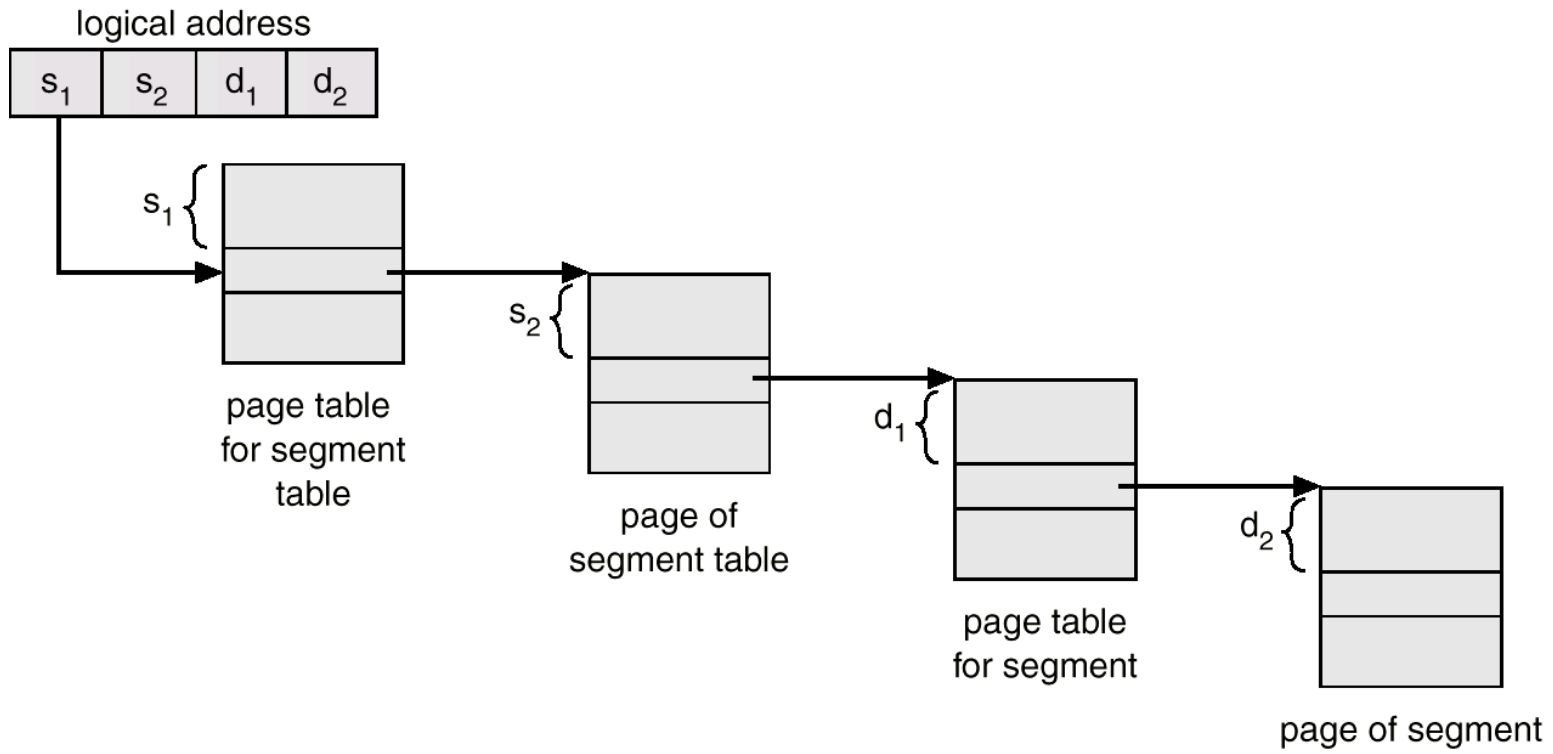 logical address
s1 s2 d1 d2
s1
page table
for segment
table
s2
page of
segment table
d1
page table
for segment
d2
page of segment